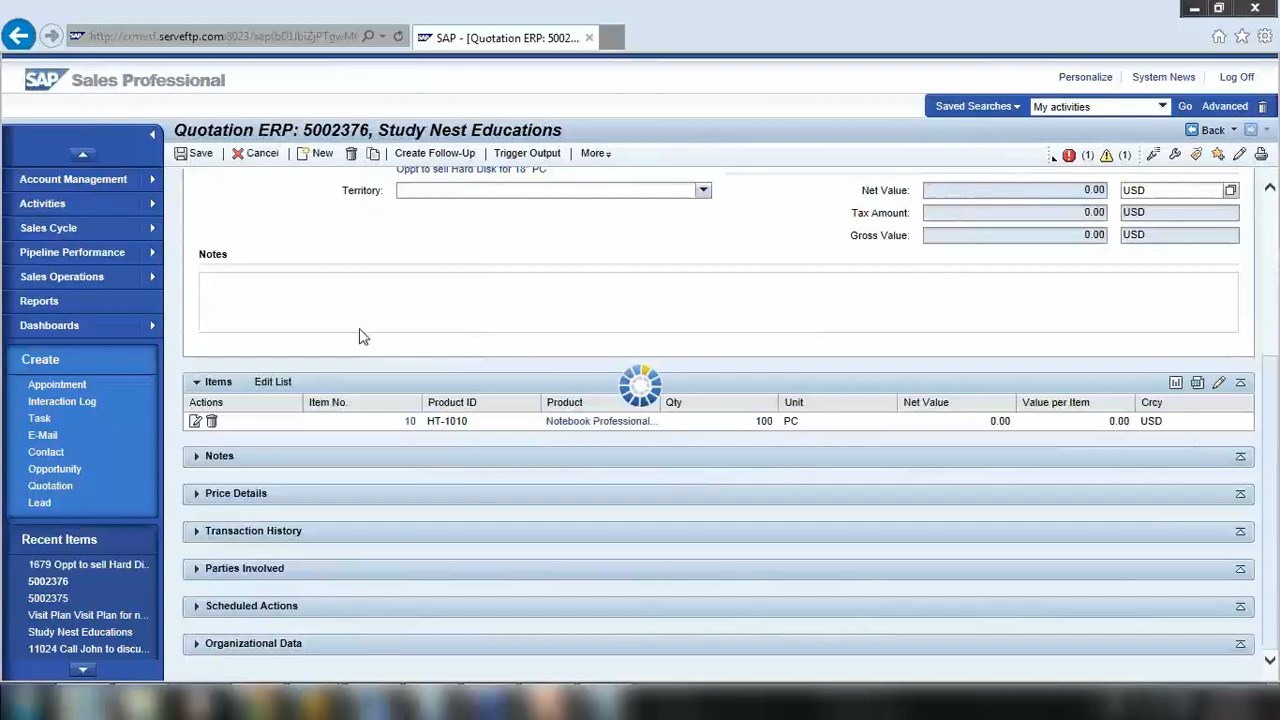 http://crmwsf.serveftp.com:8023/sap(bD1lbiZjPTgwM(
SAP - [Quotation ERP: 5002...
SAP Sales Professional
Personalize System News Log Off
Saved Searches My activities Go Advanced
Quotation ERP: 5002376, Study Nest Educations Back
Save Cancel New Create Follow-Up Trigger Output More (1) (1)
Account Management
Activities
Sales Cycle
Pipeline Performance
Sales Operations
Reports
Dashboards
Create
Appointment
Interaction Log
Task
E-Mail
Contact
Opportunity
Quotation
Lead
Recent Items
1679 Oppt to sell Hard Di...
5002376
5002375
Visit Plan Visit Plan for n...
Study Nest Educations
11024 Call John to discu...
Oppt to sell Hard Disk for 18" PC
Territory:
Net Value: 0.00 USD
Tax Amount: 0.00 USD
Gross Value: 0.00 USD
Notes
Items Edit List
Actions Item No. Product ID Product Qty Unit Net Value Value per Item Crcy
10 HT-1010 Notebook Professional... 100 PC 0.00 0.00 USD
Notes
Price Details
Transaction History
Parties Involved
Scheduled Actions
Organizational Data